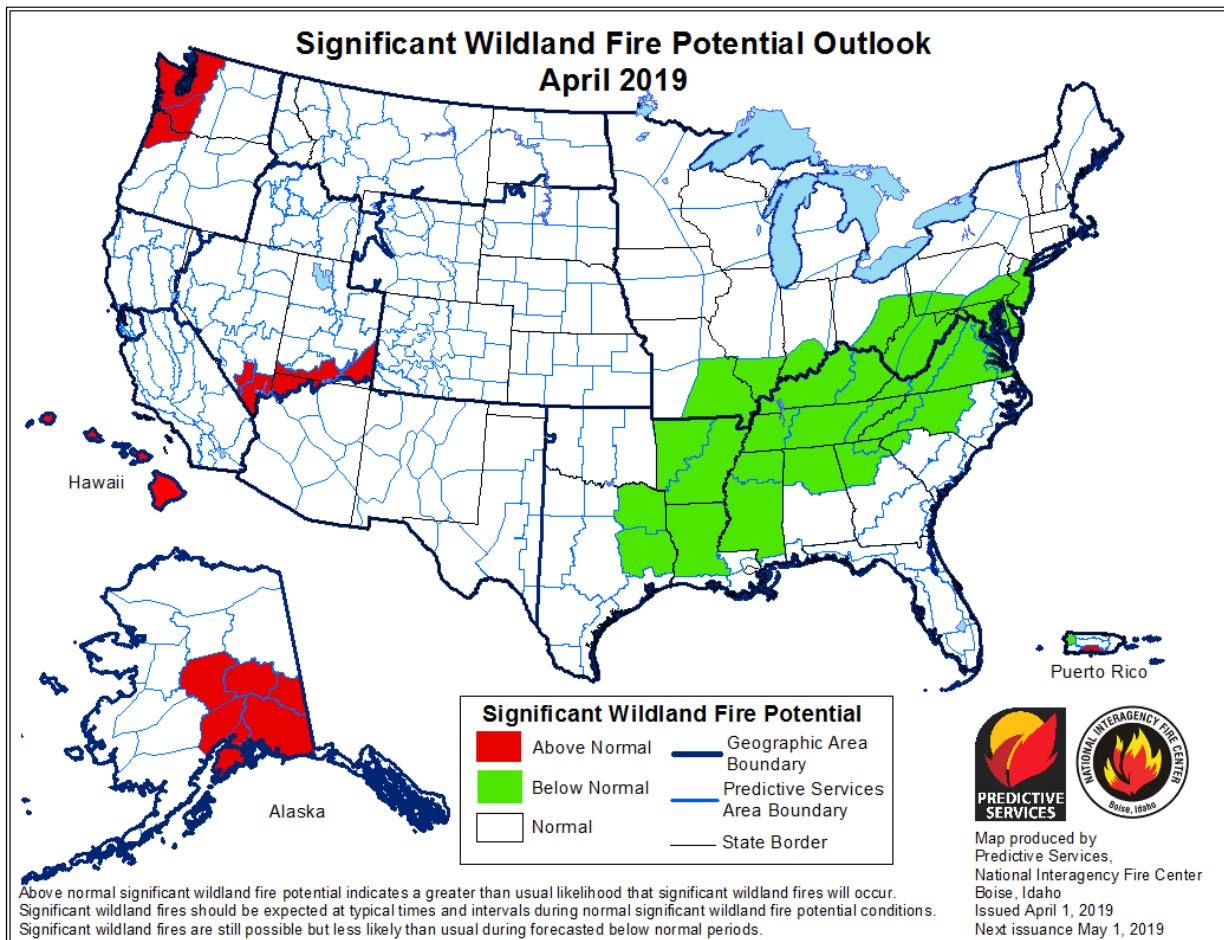 Significant Wildland Fire Potential Outlook
April 2019
Hawaii
Alaska
Puerto Rico
Significant Wildland Fire Potential
Above Normal
Below Normal
Normal
Geographic Area
Boundary
Predictive Services
Area Boundary
State Border
PREDICTIVE
SERVICES
NATIONAL INTERAGENCY FIRE CENTER
Boise, Idaho
Map produced by
Predictive Services,
National Interagency Fire Center
Boise, Idaho
Issued April 1, 2019
Next issuance May 1, 2019
Above normal significant wildland fire potential indicates a greater than usual likelihood that significant wildland fires will occur.
Significant wildland fires should be expected at typical times and intervals during normal significant wildland fire potential conditions.
Significant wildland fires are still possible but less likely than usual during forecasted below normal periods.